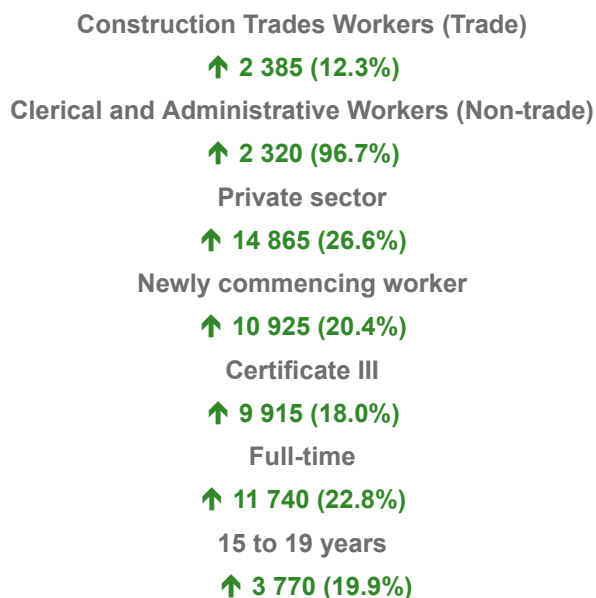 Construction Trades Workers (Trade)
↑ 2 385 (12.3%)
Clerical and Administrative Workers (Non-trade)
↑ 2 320 (96.7%)
Private sector
↑ 14 865 (26.6%)
Newly commencing worker
↑ 10 925 (20.4%)
Certificate III
↑ 9 915 (18.0%)
Full-time
↑ 11 740 (22.8%)
15 to 19 years
↑ 3 770 (19.9%)